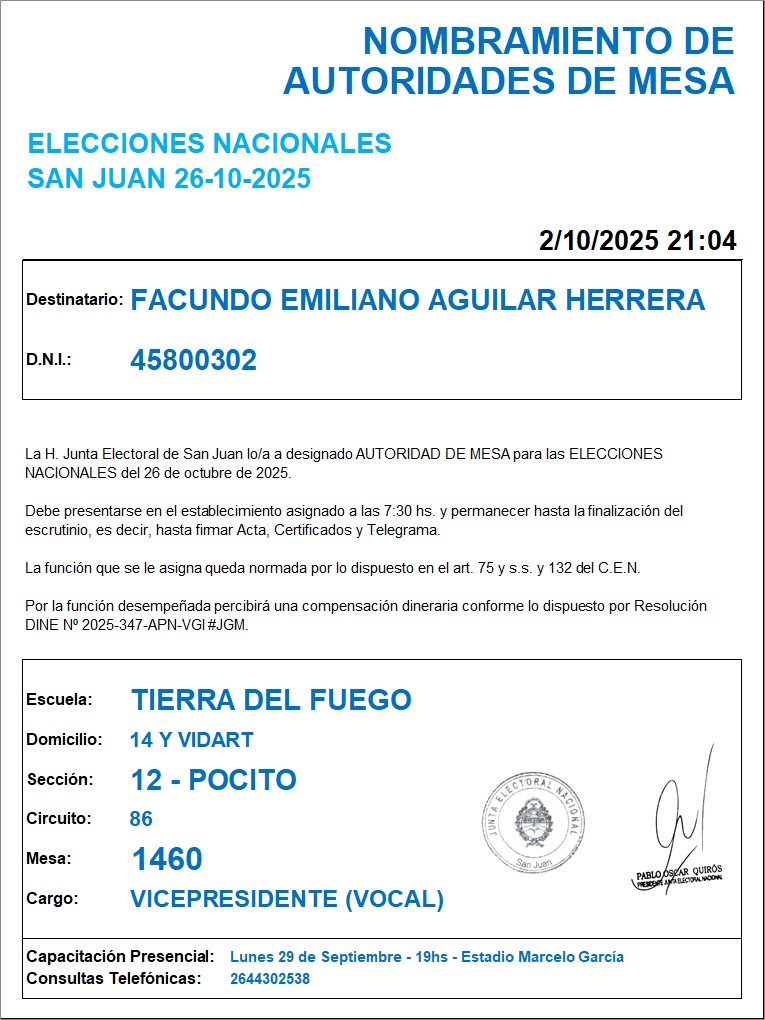 NOMBRAMIENTO DE
AUTORIDADES DE MESA
ELECCIONES NACIONALES
SAN JUAN 26-10-2025
2/10/2025 21:04
Destinatario: FACUNDO EMILIANO AGUILAR HERRERA
D.N.I.: 45800302
La H. Junta Electoral de San Juan lo/a a designado AUTORIDAD DE MESA para las ELECCIONES
NACIONALES del 26 de octubre de 2025.
Debe presentarse en el establecimiento asignado a las 7:30 hs. y permanecer hasta la finalización del
escrutinio, es decir, hasta firmar Acta, Certificados y Telegrama.
La función que se le asigna queda normada por lo dispuesto en el art. 75 y s.s. y 132 del C.E.N.
Por la función desempeñada percibirá una compensación dineraria conforme lo dispuesto por Resolución
DINE Nº 2025-347-APN-VGI#JGM.
Escuela: TIERRA DEL FUEGO
Domicilio: 14 Y VIDART
Sección: 12 - POCITO
Circuito: 86
Mesa: 1460
Cargo: VICEPRESIDENTE (VOCAL)
JUNTA ELECTORAL NACIONAL
San Juan
PABLO OSCAR QUIRÓS
PRESIDENTE JUNTA ELECTORAL NACIONAL
Capacitación Presencial: Lunes 29 de Septiembre - 19hs - Estadio Marcelo García
Consultas Telefónicas: 2644302538